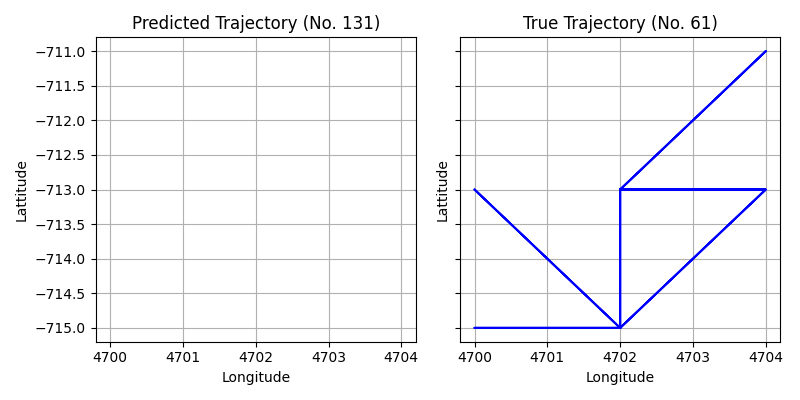 Predicted Trajectory (No. 131)
True Trajectory (No. 61)
Lattitude
−711.0
−711.5
−712.0
−712.5
−713.0
−713.5
−714.0
−714.5
−715.0
4700 4701 4702 4703 4704
Longitude
Lattitude
4700 4701 4702 4703 4704
Longitude